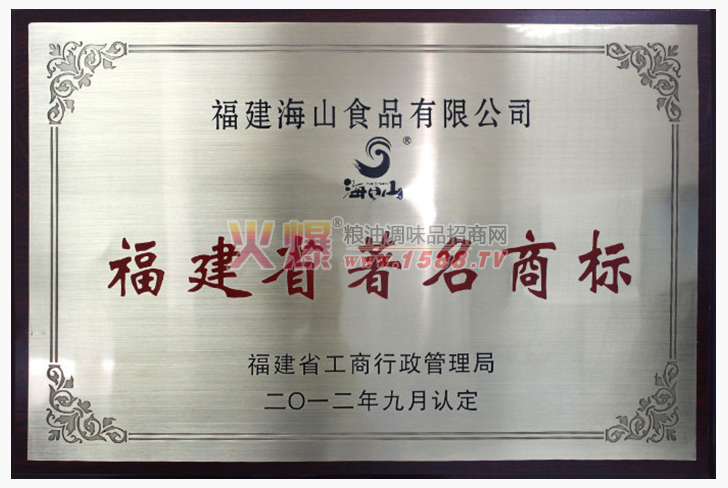 福建海山食品有限公司
®
海山
火爆®粮油调味品招商网
www.1588.TV
福建省著名商标
福建省工商行政管理局
二〇一二年九月认定